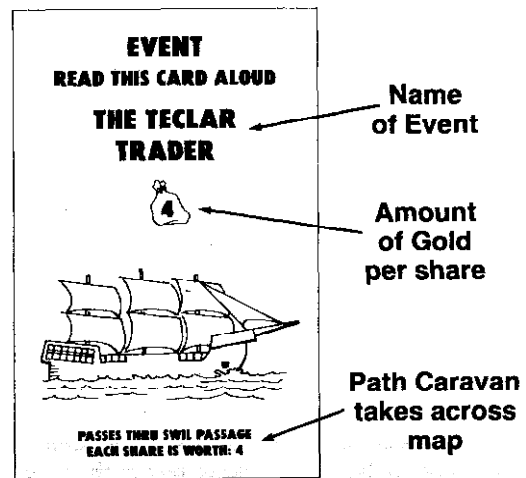 EVENT
READ THIS CARD ALOUD
THE TECLAR
TRADER
4
PASSES THRU SWIL PASSAGE
EACH SHARE IS WORTH: 4
Name
of Event
Amount
of Gold
per share
Path Caravan
takes across
map